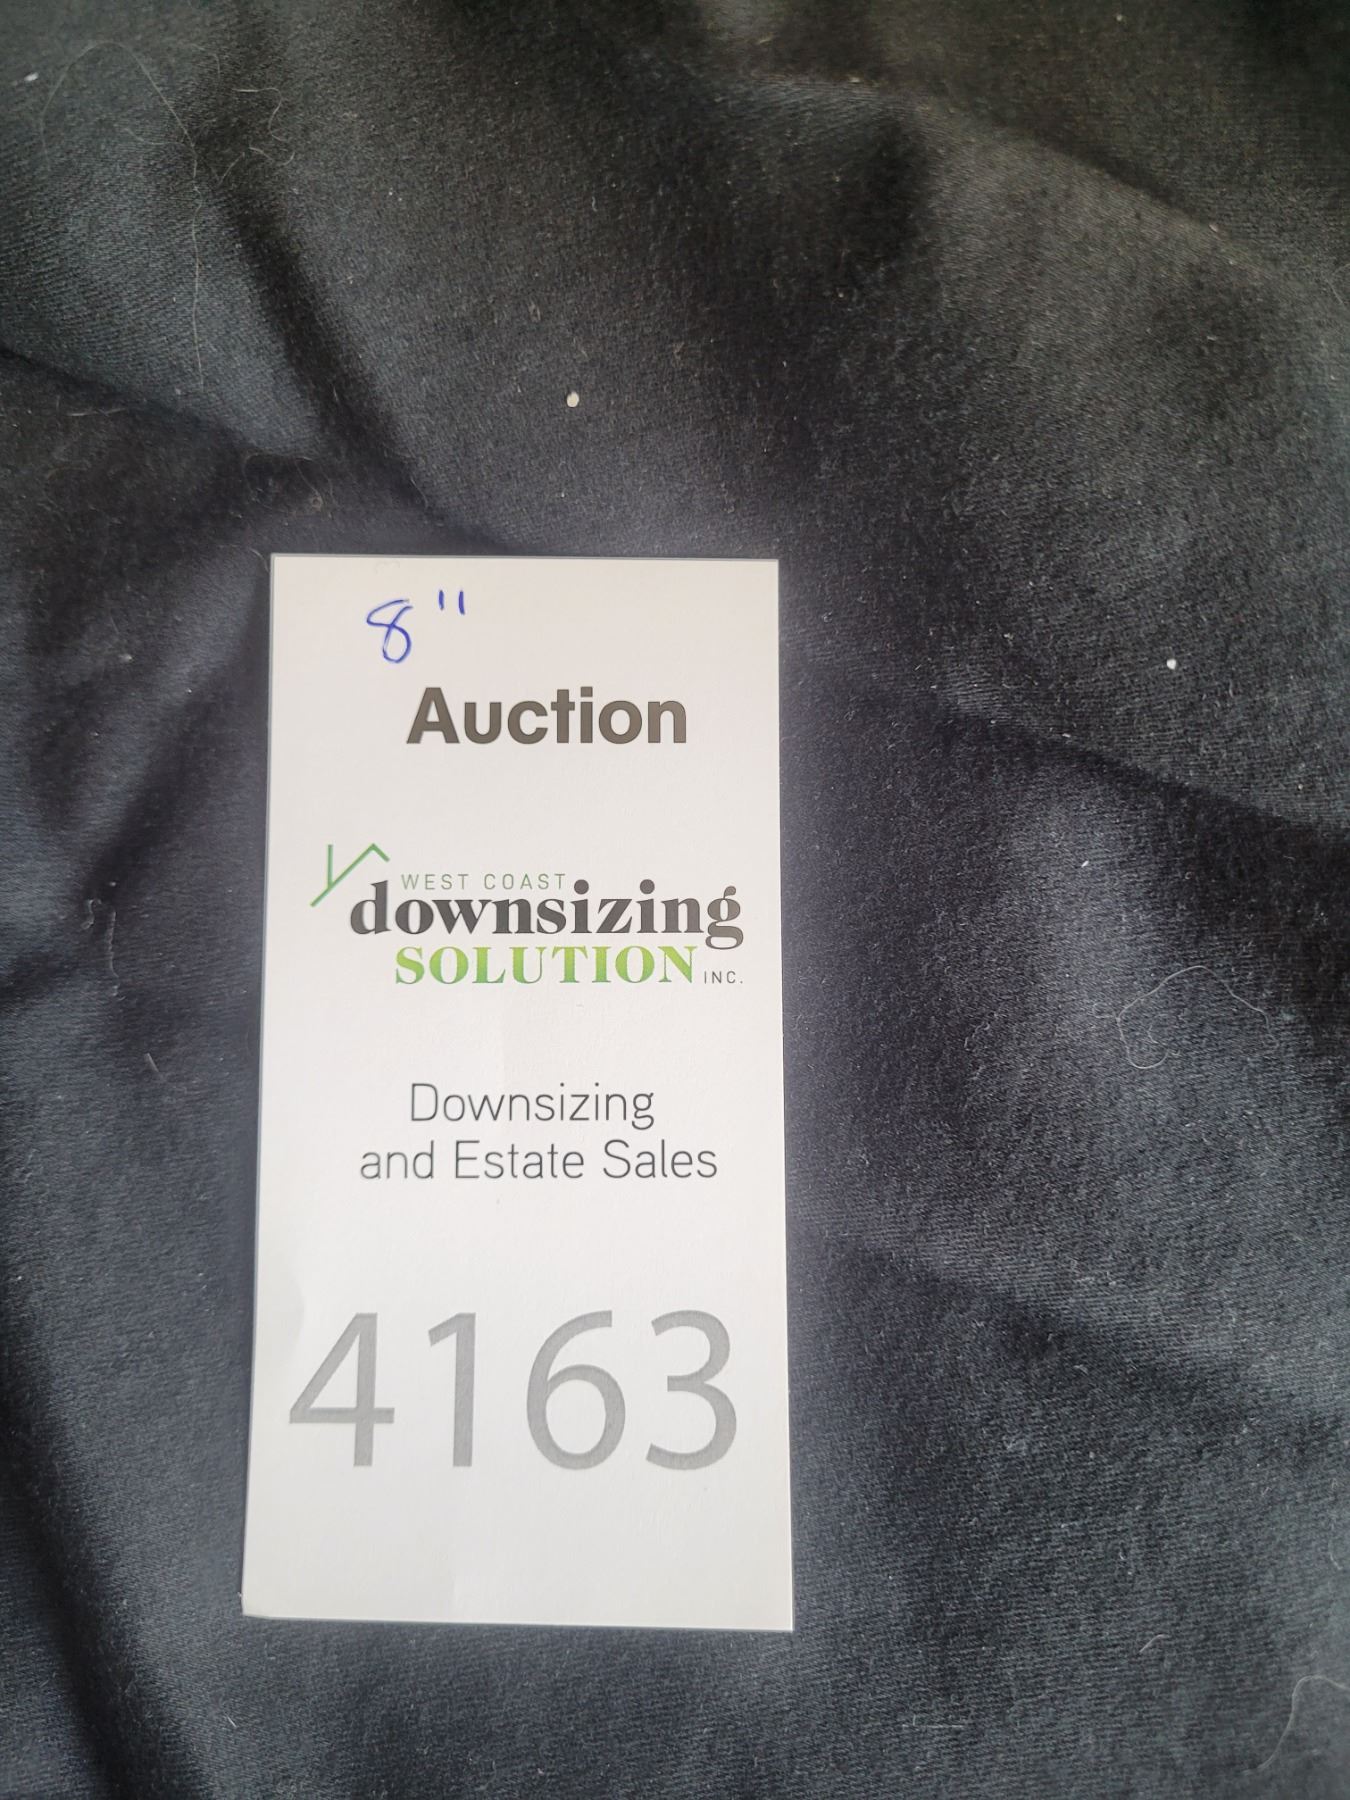 8"
Auction
WEST COAST
downsizing
SOLUTION INC.
Downsizing
and Estate Sales
4163